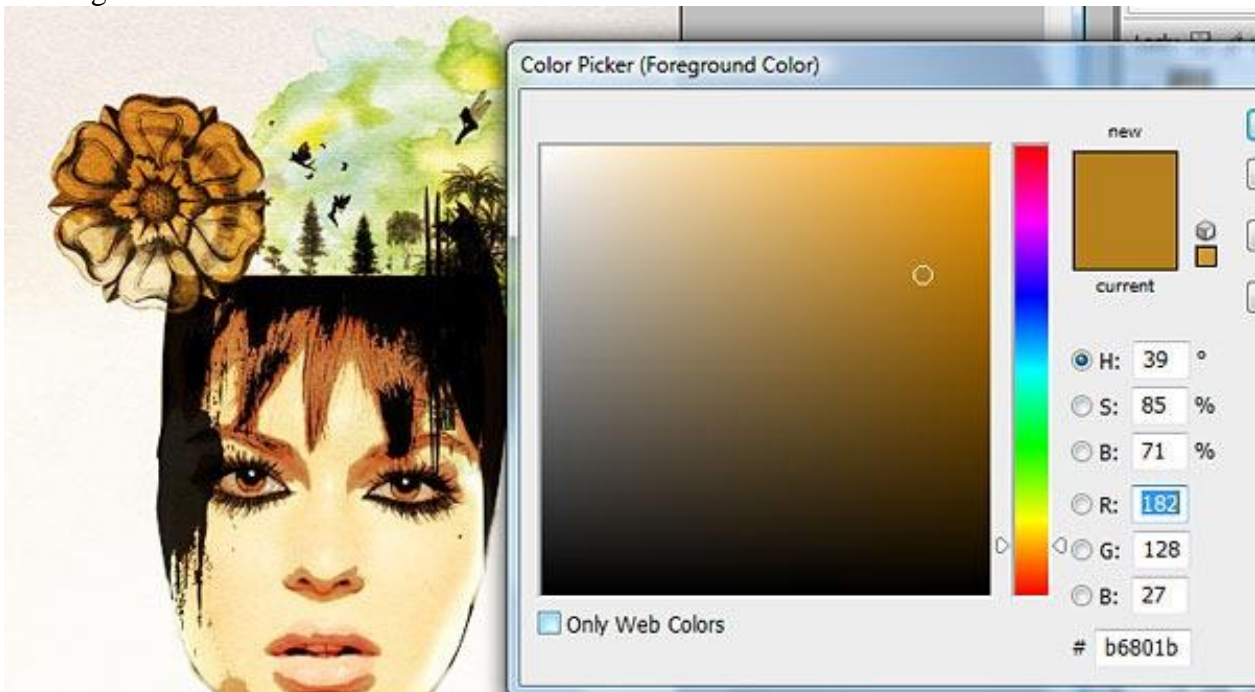 Color Picker (Foreground Color)
new
current
H: 39 °
S: 85 %
B: 71 %
R: 182
G: 128
B: 27
# b6801b
Only Web Colors